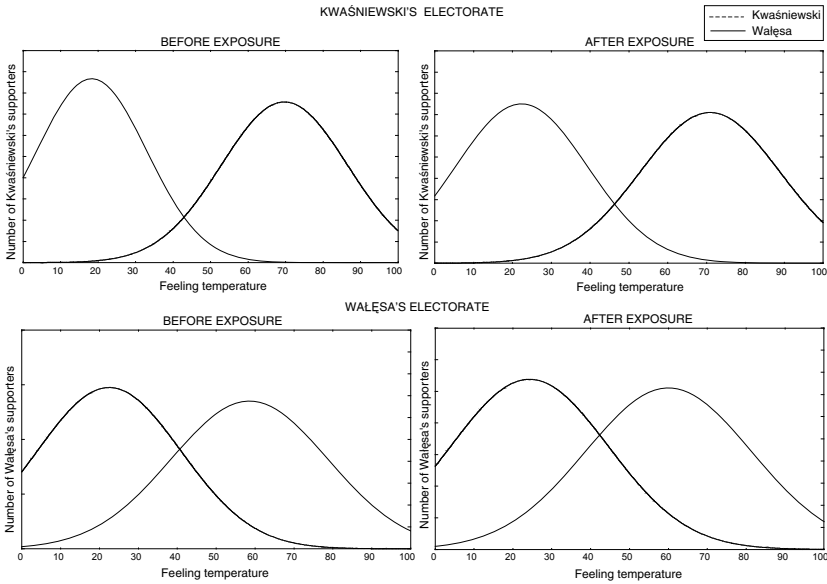 KWAŚNIEWSKI'S ELECTORATE
Kwaśniewski
Wałęsa
BEFORE EXPOSURE
AFTER EXPOSURE
Number of Kwaśniewski's supporters
Number of Kwaśniewski's supporters
0 10 20 30 40 50 60 70 80 90 100
0 10 20 30 40 50 60 70 80 90 100
Feeling temperature
Feeling temperature
WAŁĘSA'S ELECTORATE
BEFORE EXPOSURE
AFTER EXPOSURE
Number of Wałęsa's supporters
Number of Wałęsa's supporters
0 10 20 30 40 50 60 70 80 90 100
0 10 20 30 40 50 60 70 80 90 100
Feeling temperature
Feeling temperature